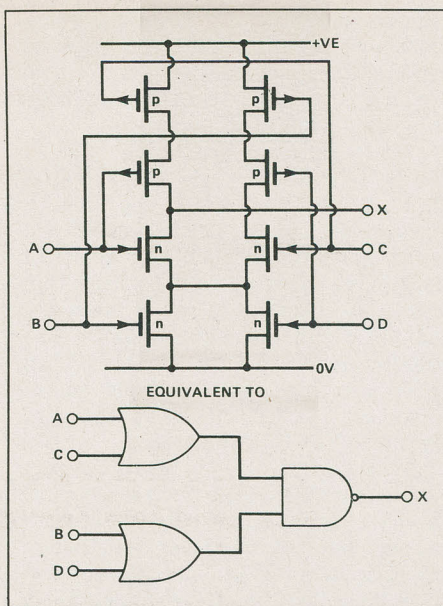 +VE
p p
p p
X
A n n C
B n n D
0V
EQUIVALENT TO
A
C
X
B
D